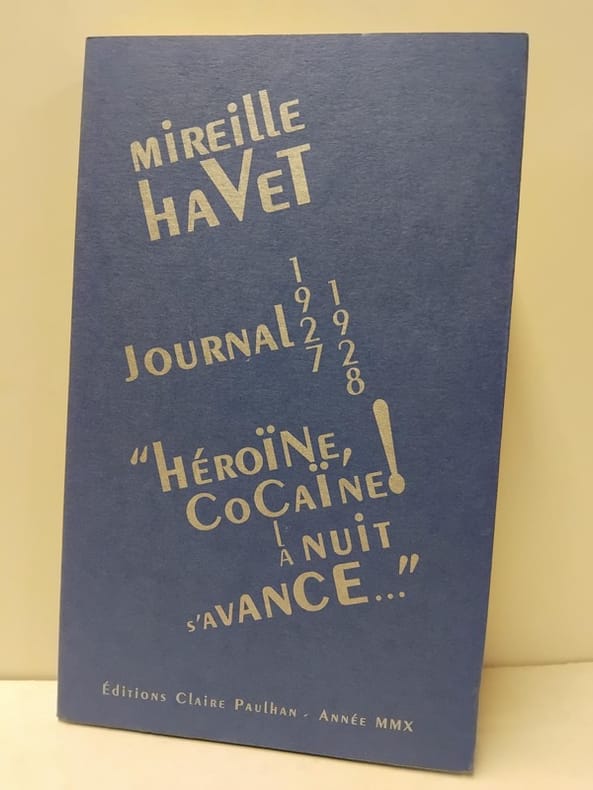 MiREiLLE
HAVET
JOURNAL 1927 1928
“HÉROÏNE,
COCAÏNE!
LA NUIT
S'AVANCE...”
Éditions Claire Paulhan . Année MMX